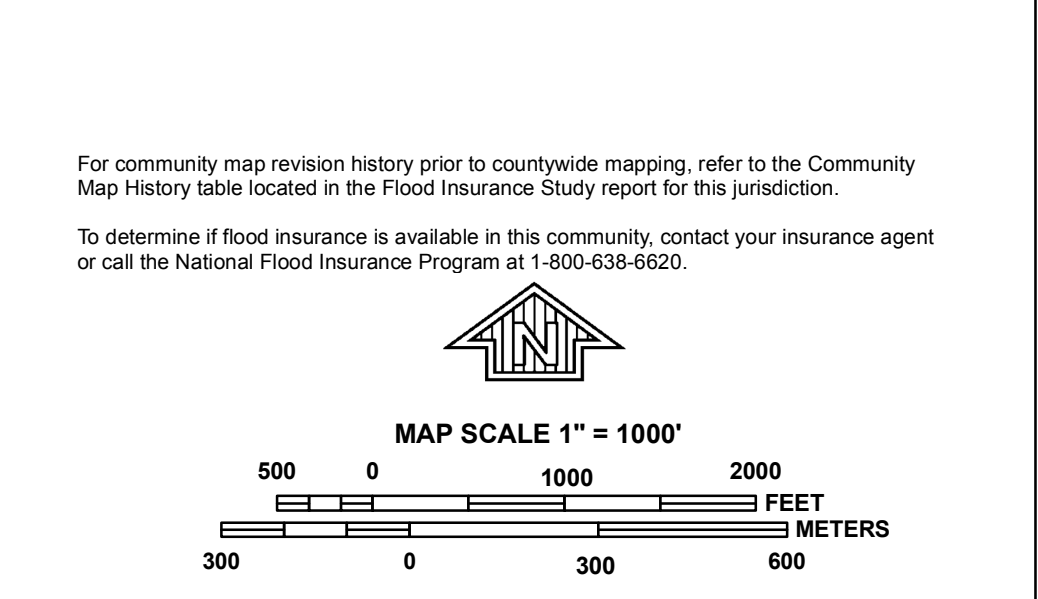 For community map revision history prior to countywide mapping, refer to the Community
Map History table located in the Flood Insurance Study report for this jurisdiction.
To determine if flood insurance is available in this community, contact your insurance agent
or call the National Flood Insurance Program at 1-800-638-6620.
N
MAP SCALE 1" = 1000'
500 0 1000 2000
FEET
METERS
300 0 300 600